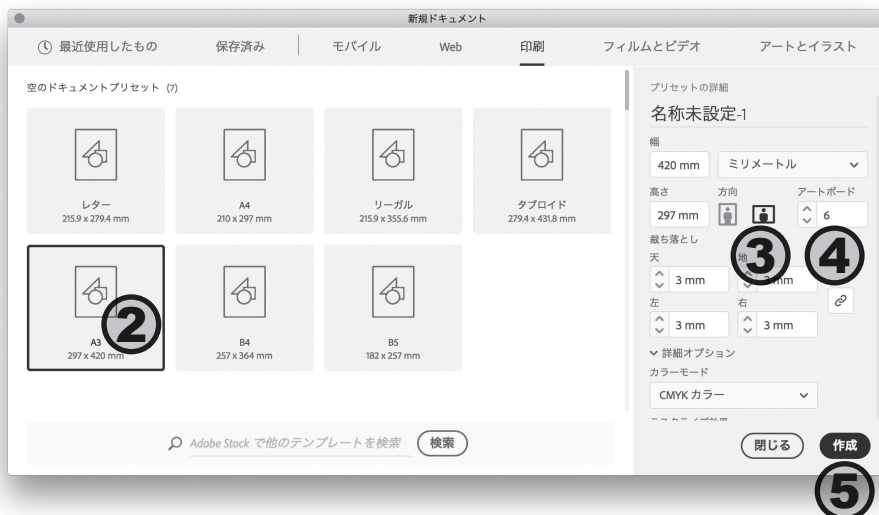 新規ドキュメント
最近使用したもの 保存済み モバイル Web 印刷 フィルムとビデオ アートとイラスト
空のドキュメントプリセット (7)
レター
215.9 x 279.4 mm
A4
210 x 297 mm
リーガル
215.9 x 355.6 mm
タブロイド
279.4 x 431.8 mm
A3
297 x 420 mm
②
B4
257 x 364 mm
B5
182 x 257 mm
Adobe Stock で他のテンプレートを検索 検索
プリセットの詳細
名称未設定-1
幅
420 mm ミリメートル
高さ 方向 アートボード
297 mm 6
③ ④
裁ち落とし
天 地
3 mm 3 mm
左 右
3 mm 3 mm
詳細オプション
カラーモード
CMYK カラー
閉じる 作成
⑤